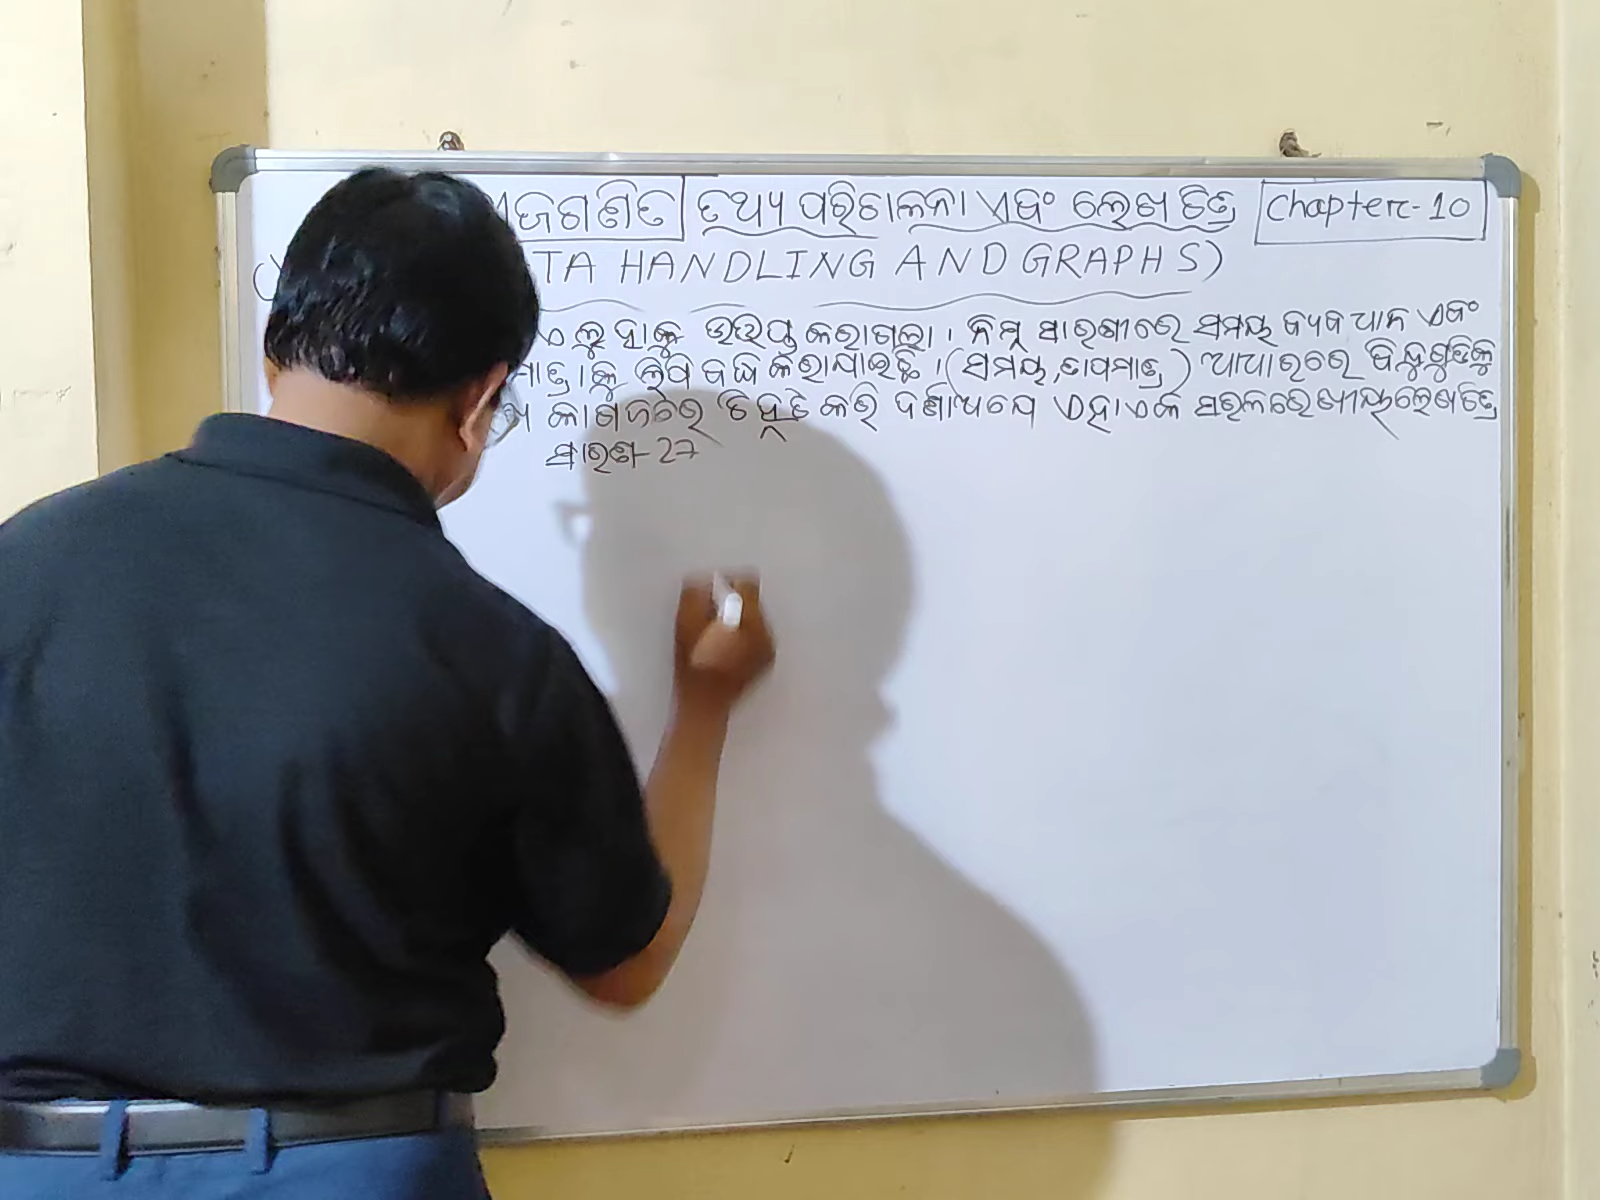 ଜଗଣିତ ତଥ୍ୟ ପରିଚାଳନା ଏବଂ ଲେଖ ଚିତ୍ର Chapter-10
TA HANDLING AND GRAPHS)
ଏ ଲୁହାକୁ ଉତ୍ତପ୍ତ କରାଗଲା । ନିମ୍ନ ସାରଣୀରେ ସମୟ ବ୍ୟବଧାନ ଏବଂ
ମାତ୍ରାକୁ ଲିପିବଦ୍ଧ କରାଯାଇଛି । (ସମୟ, ତାପମାତ୍ରା) ଆଧାରରେ ବିନ୍ଦୁଗୁଡିକୁ
କାଗଜରେ ଚିହ୍ନଟ କରି ଦର୍ଶାଅ ଯେ ଏହା ଏକ ସରଳରେଖୀୟ ଲେଖଚିତ୍ର
ସାରଣୀ-27